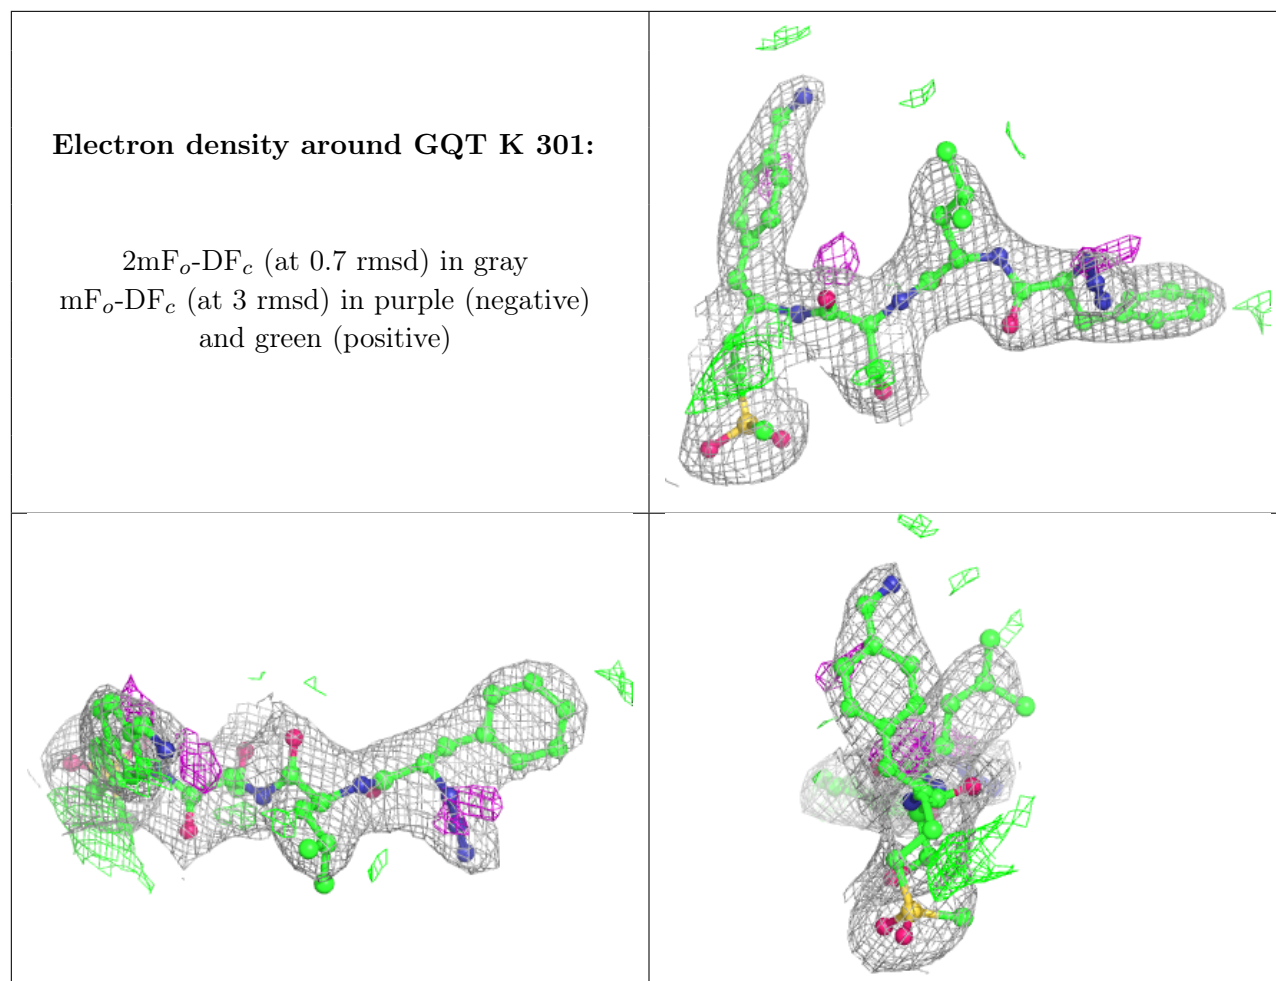 Electron density around GQT K 301:
2mFo-DFc (at 0.7 rmsd) in gray
mFo-DFc (at 3 rmsd) in purple (negative)
and green (positive)